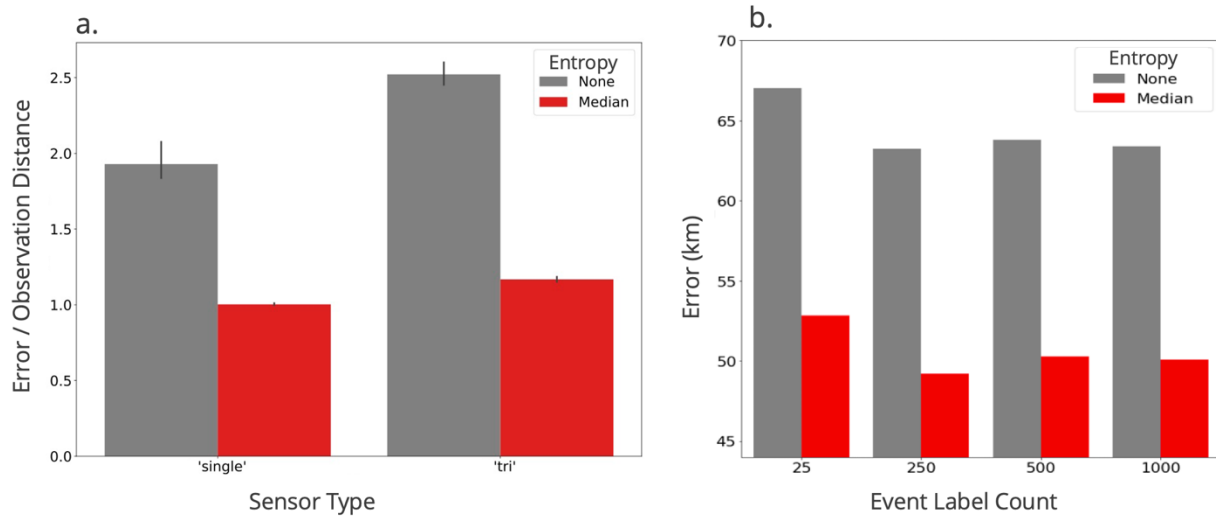 a.
Error / Observation Distance
2.5
2.0
1.5
1.0
0.5
0.0
Entropy
None
Median
'single'
'tri'
Sensor Type
b.
Error (km)
70
65
60
55
50
45
Entropy
None
Median
25
250
500
1000
Event Label Count